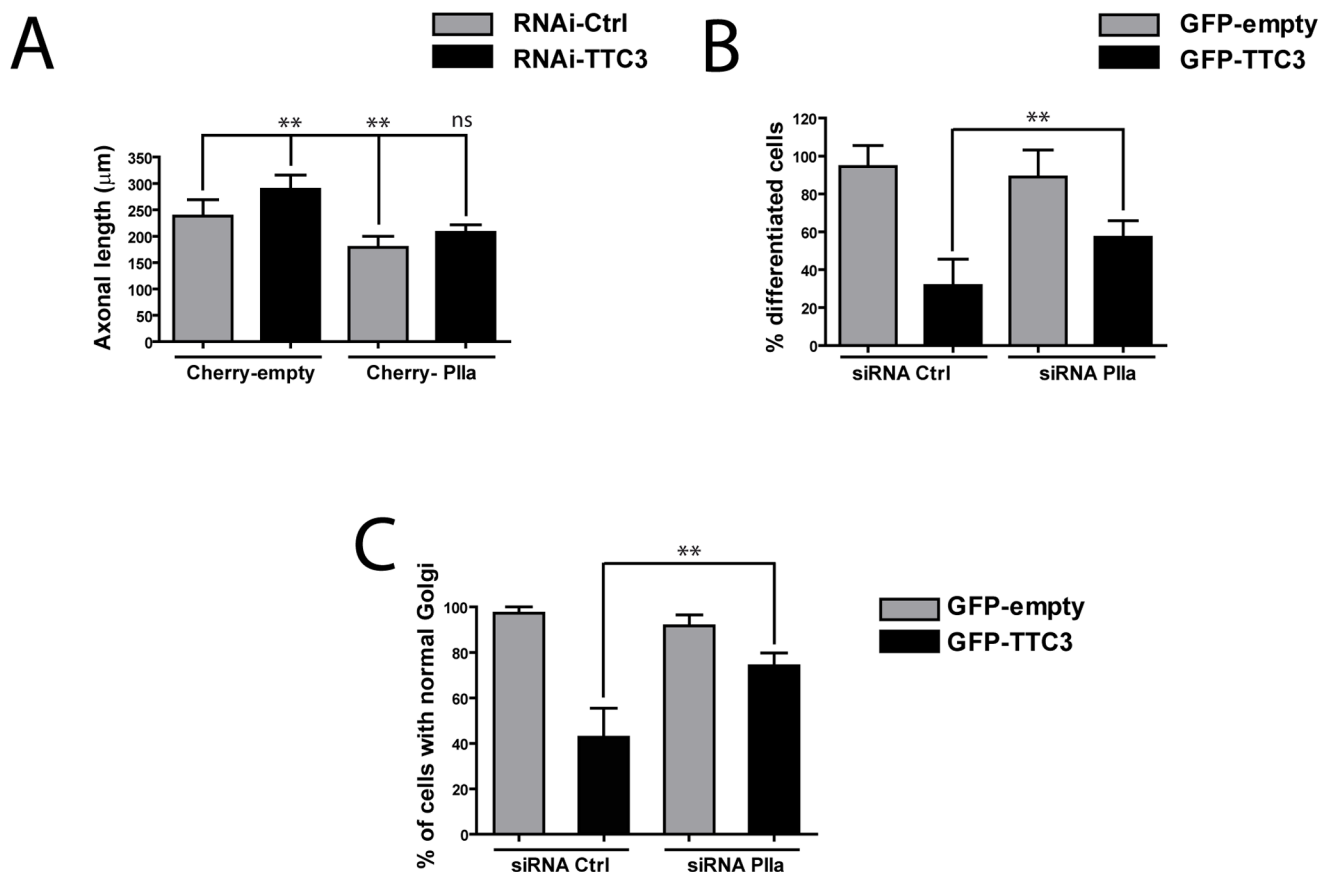 A
RNAi-Ctrl
RNAi-TTC3
** ** ns
Axonal length (μm)
350
300
250
200
150
100
50
0
Cherry-empty Cherry- PIIa
B
GFP-empty
GFP-TTC3
**
% differentiated cells
120
100
80
60
40
20
0
siRNA Ctrl siRNA PIIa
C
**
% of cells with normal Golgi
100
80
60
40
20
0
siRNA Ctrl siRNA PIIa
GFP-empty
GFP-TTC3